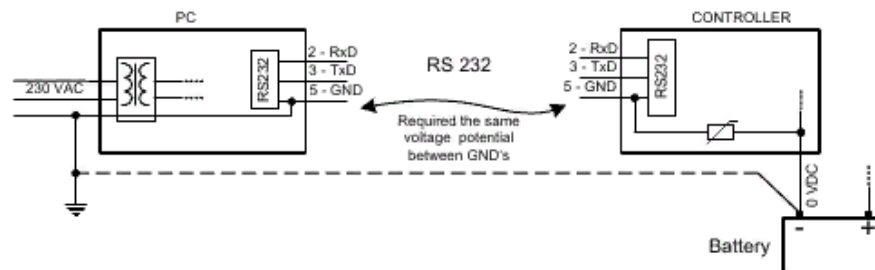 PC
CONTROLLER
2 - RxD
3 - TxD
5 - GND
RS232
230 VAC
RS 232
Required the same
voltage potential
between GND's
2 - RxD
3 - TxD
5 - GND
RS232
0 VDC
- +
Battery